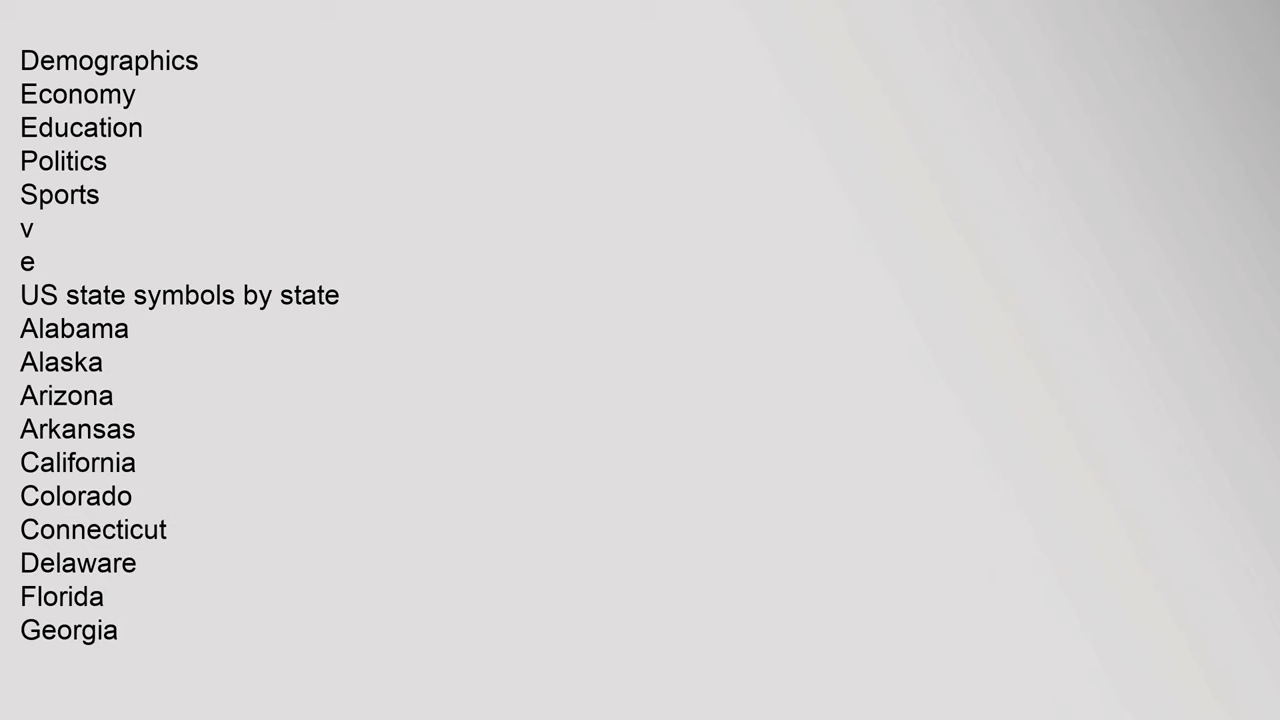 Demographics
Economy
Education
Politics
Sports
v
e
US state symbols by state
Alabama
Alaska
Arizona
Arkansas
California
Colorado
Connecticut
Delaware
Florida
Georgia